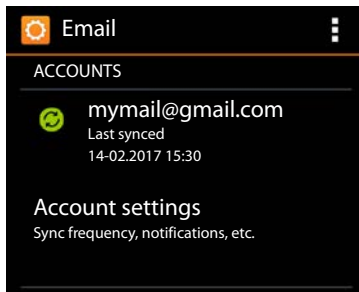 Email
ACCOUNTS
mymail@gmail.com
Last synced
14-02.2017 15:30
Account settings
Sync frequency, notifications, etc.